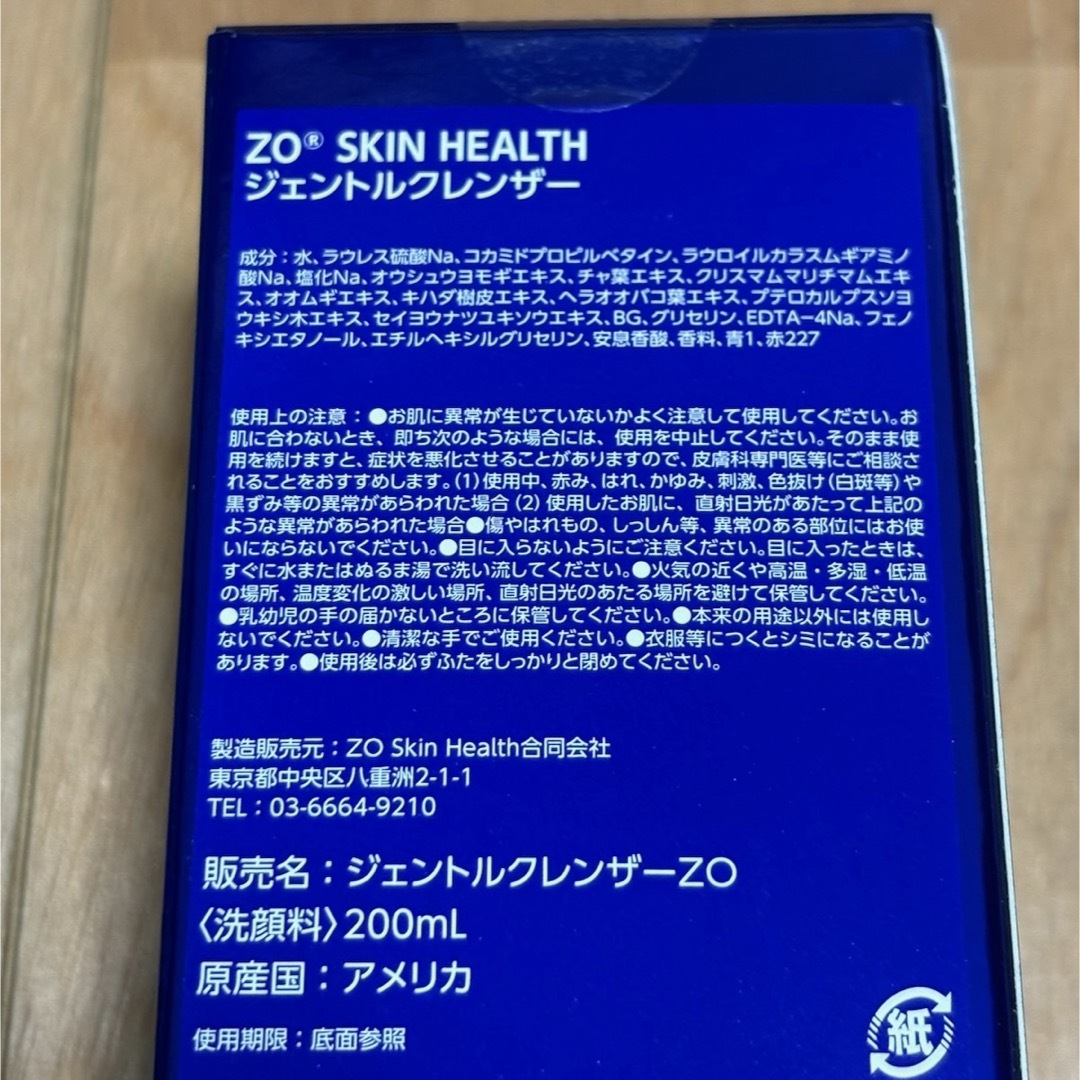 ZO® SKIN HEALTH
ジェントルクレンザー
成分：水、ラウレス硫酸Na、コカミドプロピルベタイン、ラウロイルカラスムギアミノ
酸Na、塩化Na、オウシュウヨモギエキス、チャ葉エキス、クリスマムマリチマムエキ
ス、オオムギエキス、キハダ樹皮エキス、ヘラオオバコ葉エキス、プテロカルプスソヨ
ウキシ木エキス、セイヨウナツユキソウエキス、BG、グリセリン、EDTA−4Na、フェノ
キシエタノール、エチルヘキシルグリセリン、安息香酸、香料、青1、赤227
使用上の注意：●お肌に異常が生じていないかよく注意して使用してください。お
肌に合わないとき、即ち次のような場合には、使用を中止してください。そのまま使
用を続けますと、症状を悪化させることがありますので、皮膚科専門医等にご相談さ
れることをおすすめします。（1）使用中、赤み、はれ、かゆみ、刺激、色抜け（白斑等）や
黒ずみ等の異常があらわれた場合（2）使用したお肌に、直射日光があたって上記の
ような異常があらわれた場合●傷やはれもの、しっしん等、異常のある部位にはお使
いにならないでください。●目に入らないようにご注意ください。目に入ったときは、
すぐに水またはぬるま湯で洗い流してください。●火気の近くや高温・多湿・低温
の場所、温度変化の激しい場所、直射日光のあたる場所を避けて保管してください。
●乳幼児の手の届かないところに保管してください。●本来の用途以外には使用し
ないでください。●清潔な手でご使用ください。●衣服等につくとシミになることが
あります。●使用後は必ずふたをしっかりと閉めてください。
製造販売元：ZO Skin Health合同会社
東京都中央区八重洲2-1-1
TEL：03-6664-9210
販売名：ジェントルクレンザーZO
〈洗顔料〉200mL
原産国：アメリカ
使用期限：底面参照
紙